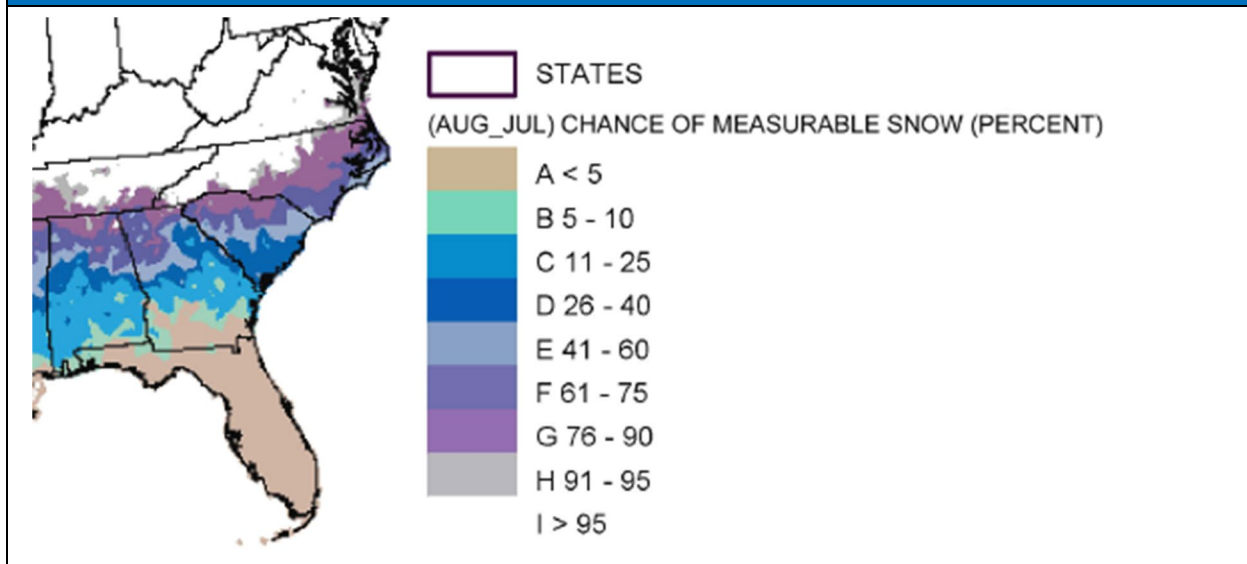 STATES
(AUG_JUL) CHANCE OF MEASURABLE SNOW (PERCENT)
A < 5
B 5 - 10
C 11 - 25
D 26 - 40
E 41 - 60
F 61 - 75
G 76 - 90
H 91 - 95
I > 95